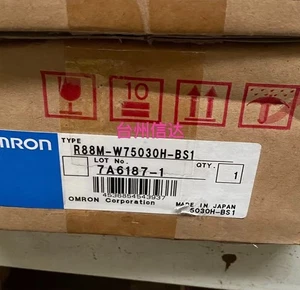 10
台州信达
TYPE
R88M-W75030H-BS1
LOT No.
QTY.
7A6187-1
1
4536854543937
OMRON Corporation
MADE IN JAPAN
5030H-BS1